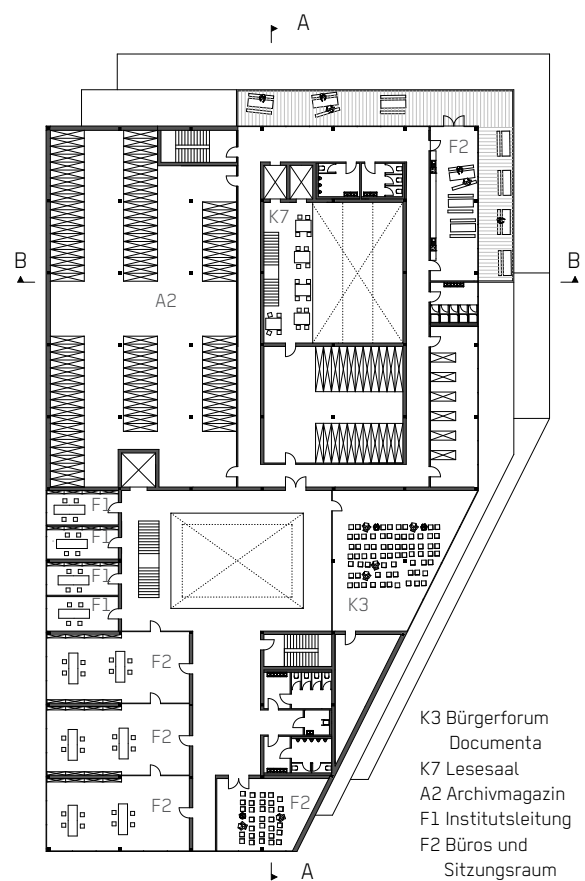 A
F2
K7
B
B
A2
F1
F1
F1
F1
K3
F2
F2
F2
F2
K3 Bürgerforum
Documenta
K7 Lesesaal
A2 Archivmagazin
F1 Institutsleitung
F2 Büros und
Sitzungsraum
A